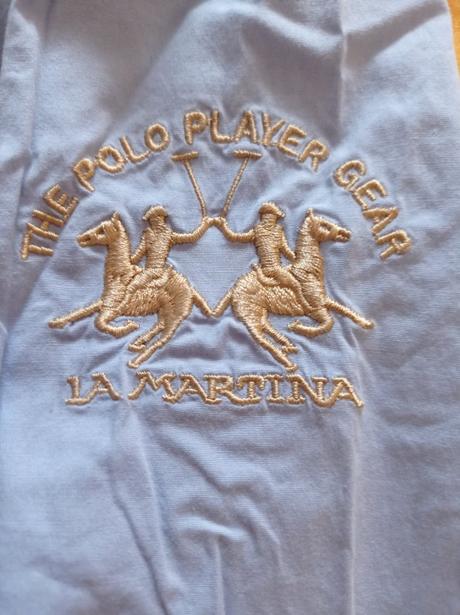 THE POLO PLAYER GEAR
LA MARTINA